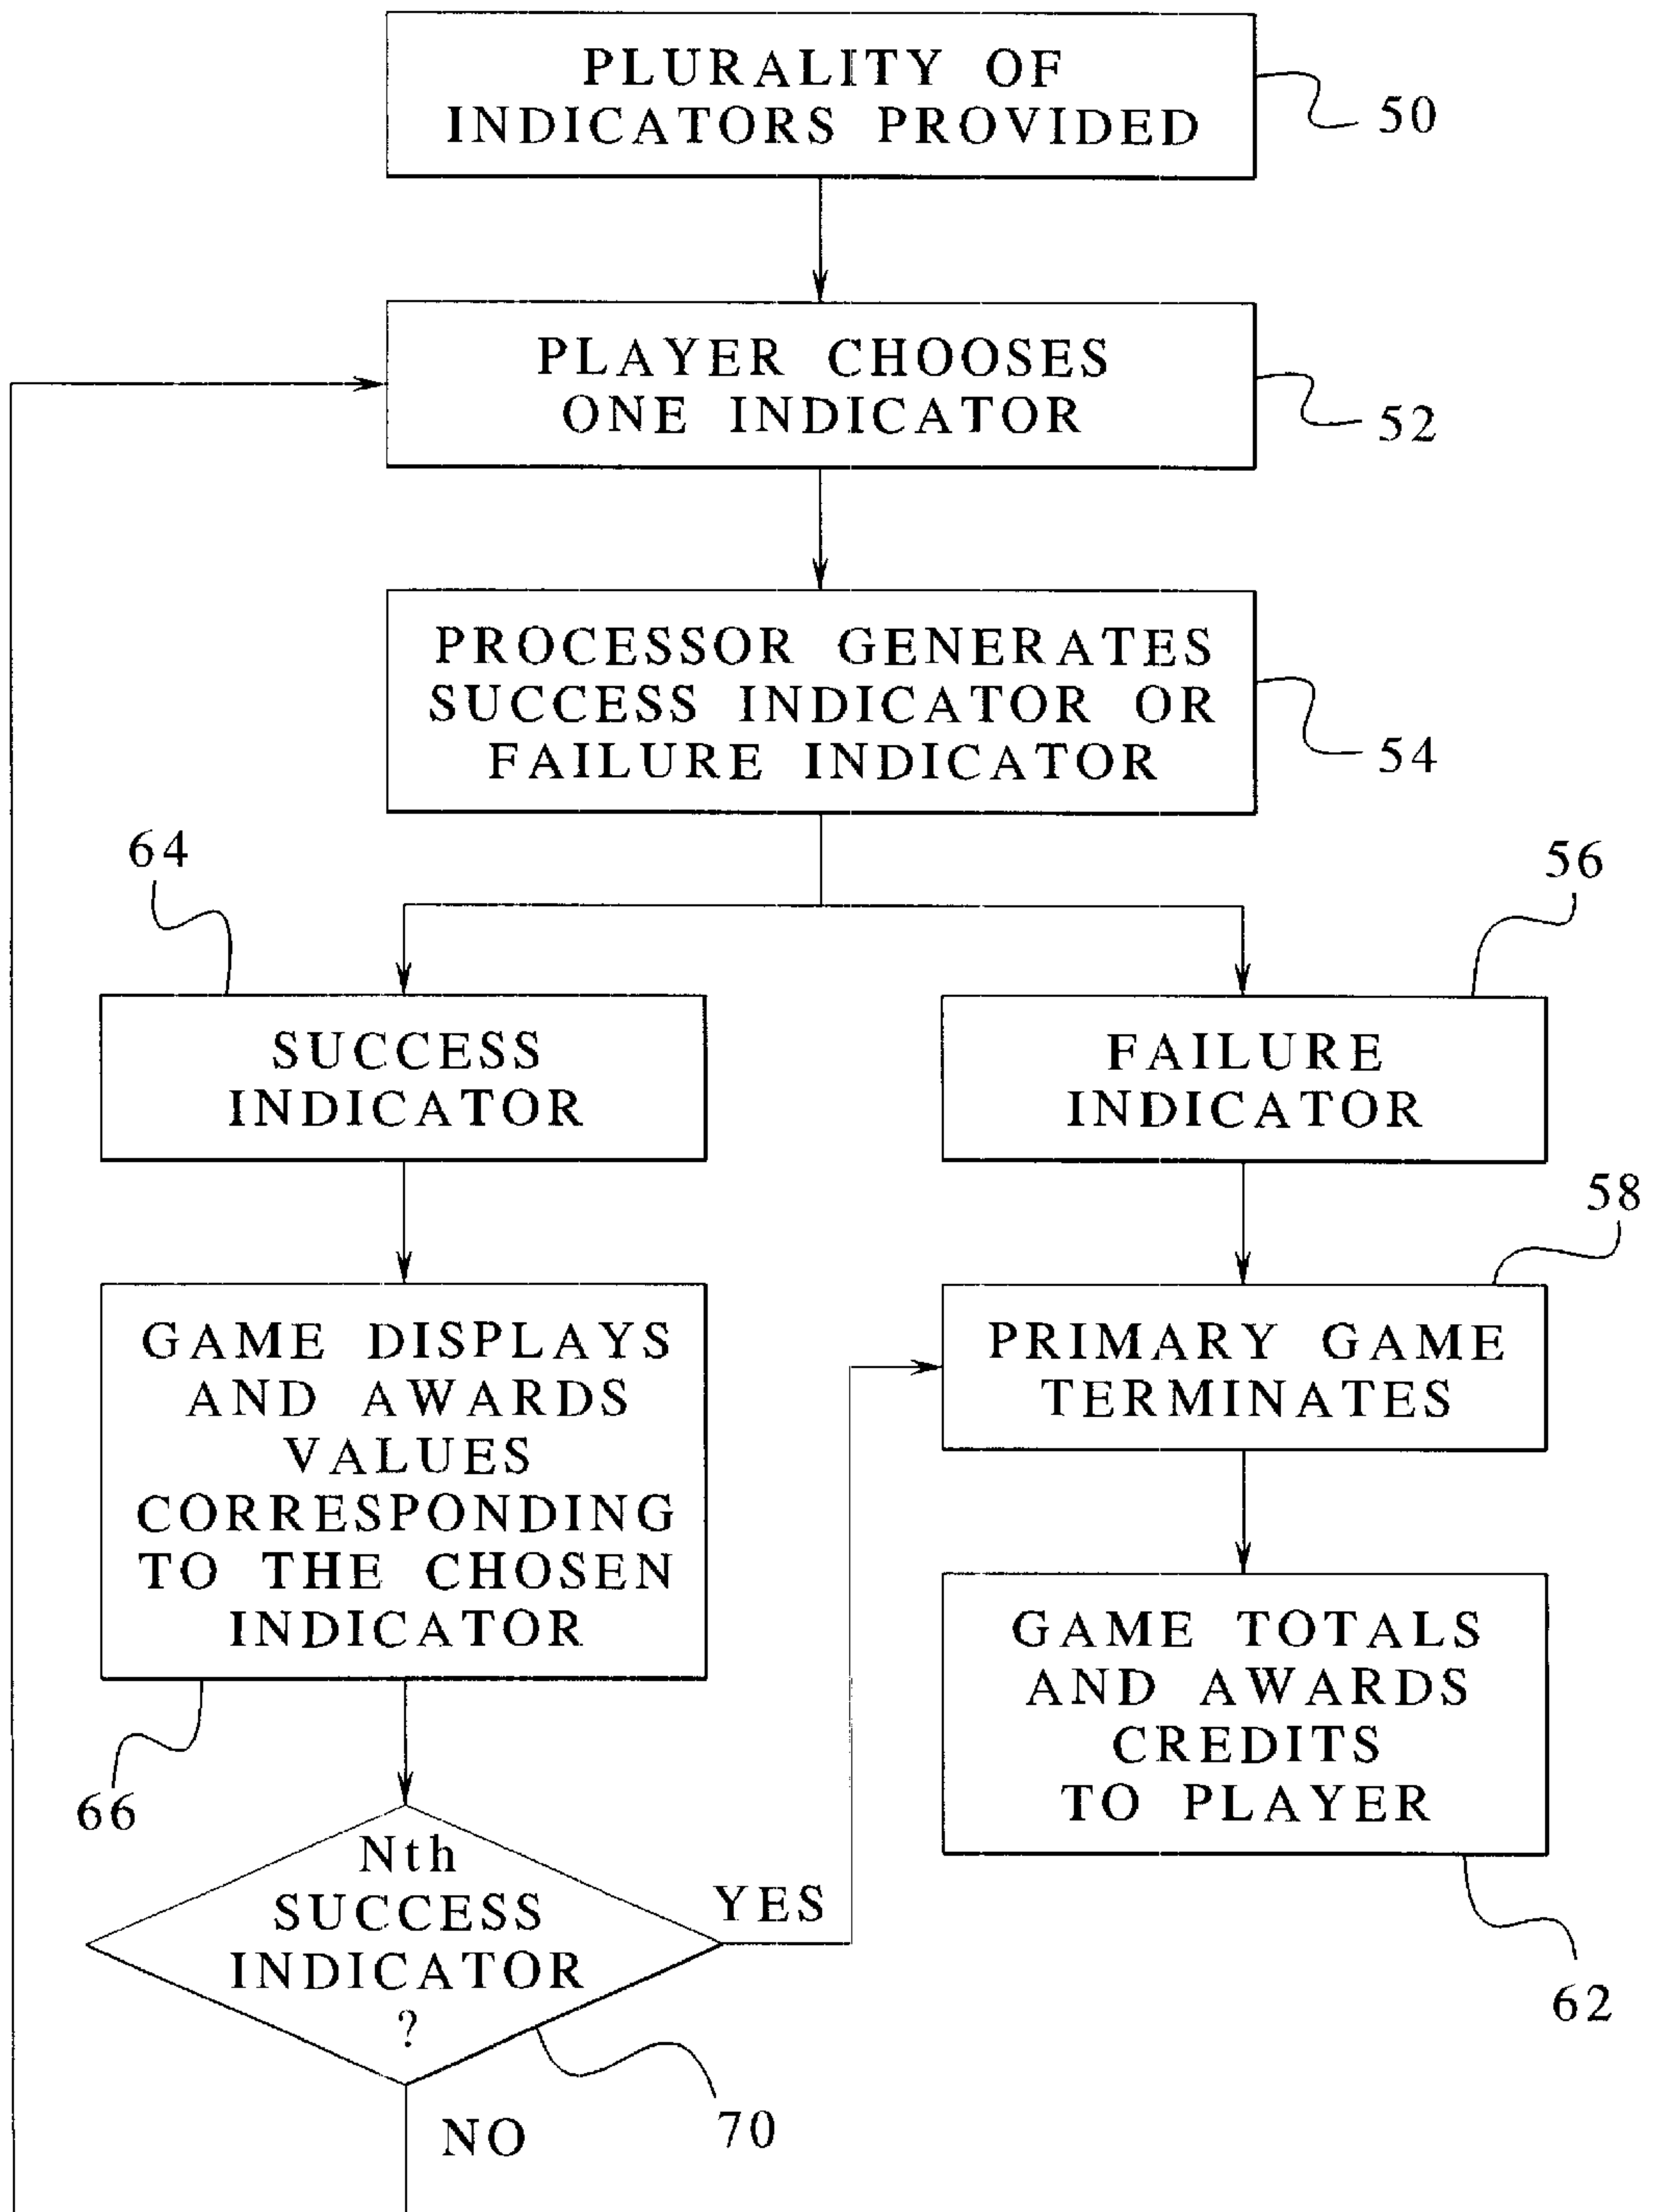 PLURALITY OF
INDICATORS PROVIDED
50
PLAYER CHOOSES
ONE INDICATOR
52
PROCESSOR GENERATES
SUCCESS INDICATOR OR
FAILURE INDICATOR
54
64
56
SUCCESS
INDICATOR
FAILURE
INDICATOR
58
GAME DISPLAYS
AND AWARDS
VALUES
CORRESPONDING
TO THE CHOSEN
INDICATOR
PRIMARY GAME
TERMINATES
GAME TOTALS
AND AWARDS
CREDITS
TO PLAYER
66
Nth
SUCCESS
INDICATOR
?
YES
62
70
NO